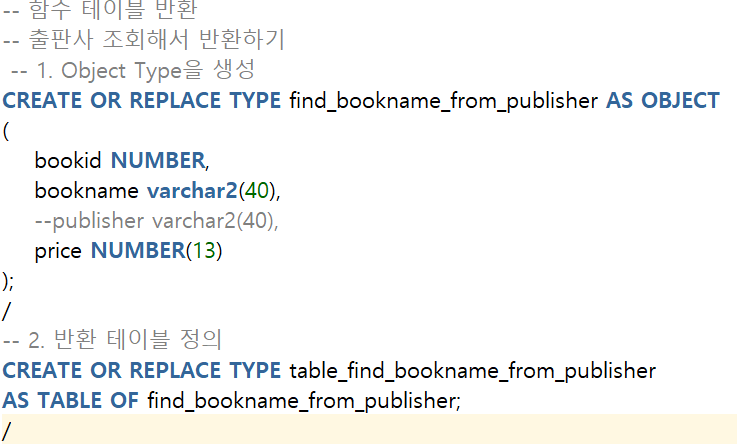 -- 함수 테이블 반환
-- 출판사 조회해서 반환하기
-- 1. Object Type을 생성
CREATE OR REPLACE TYPE find_bookname_from_publisher AS OBJECT
(
bookid NUMBER,
bookname varchar2(40),
--publisher varchar2(40),
price NUMBER(13)
);
/
-- 2. 반환 테이블 정의
CREATE OR REPLACE TYPE table_find_bookname_from_publisher
AS TABLE OF find_bookname_from_publisher;
/